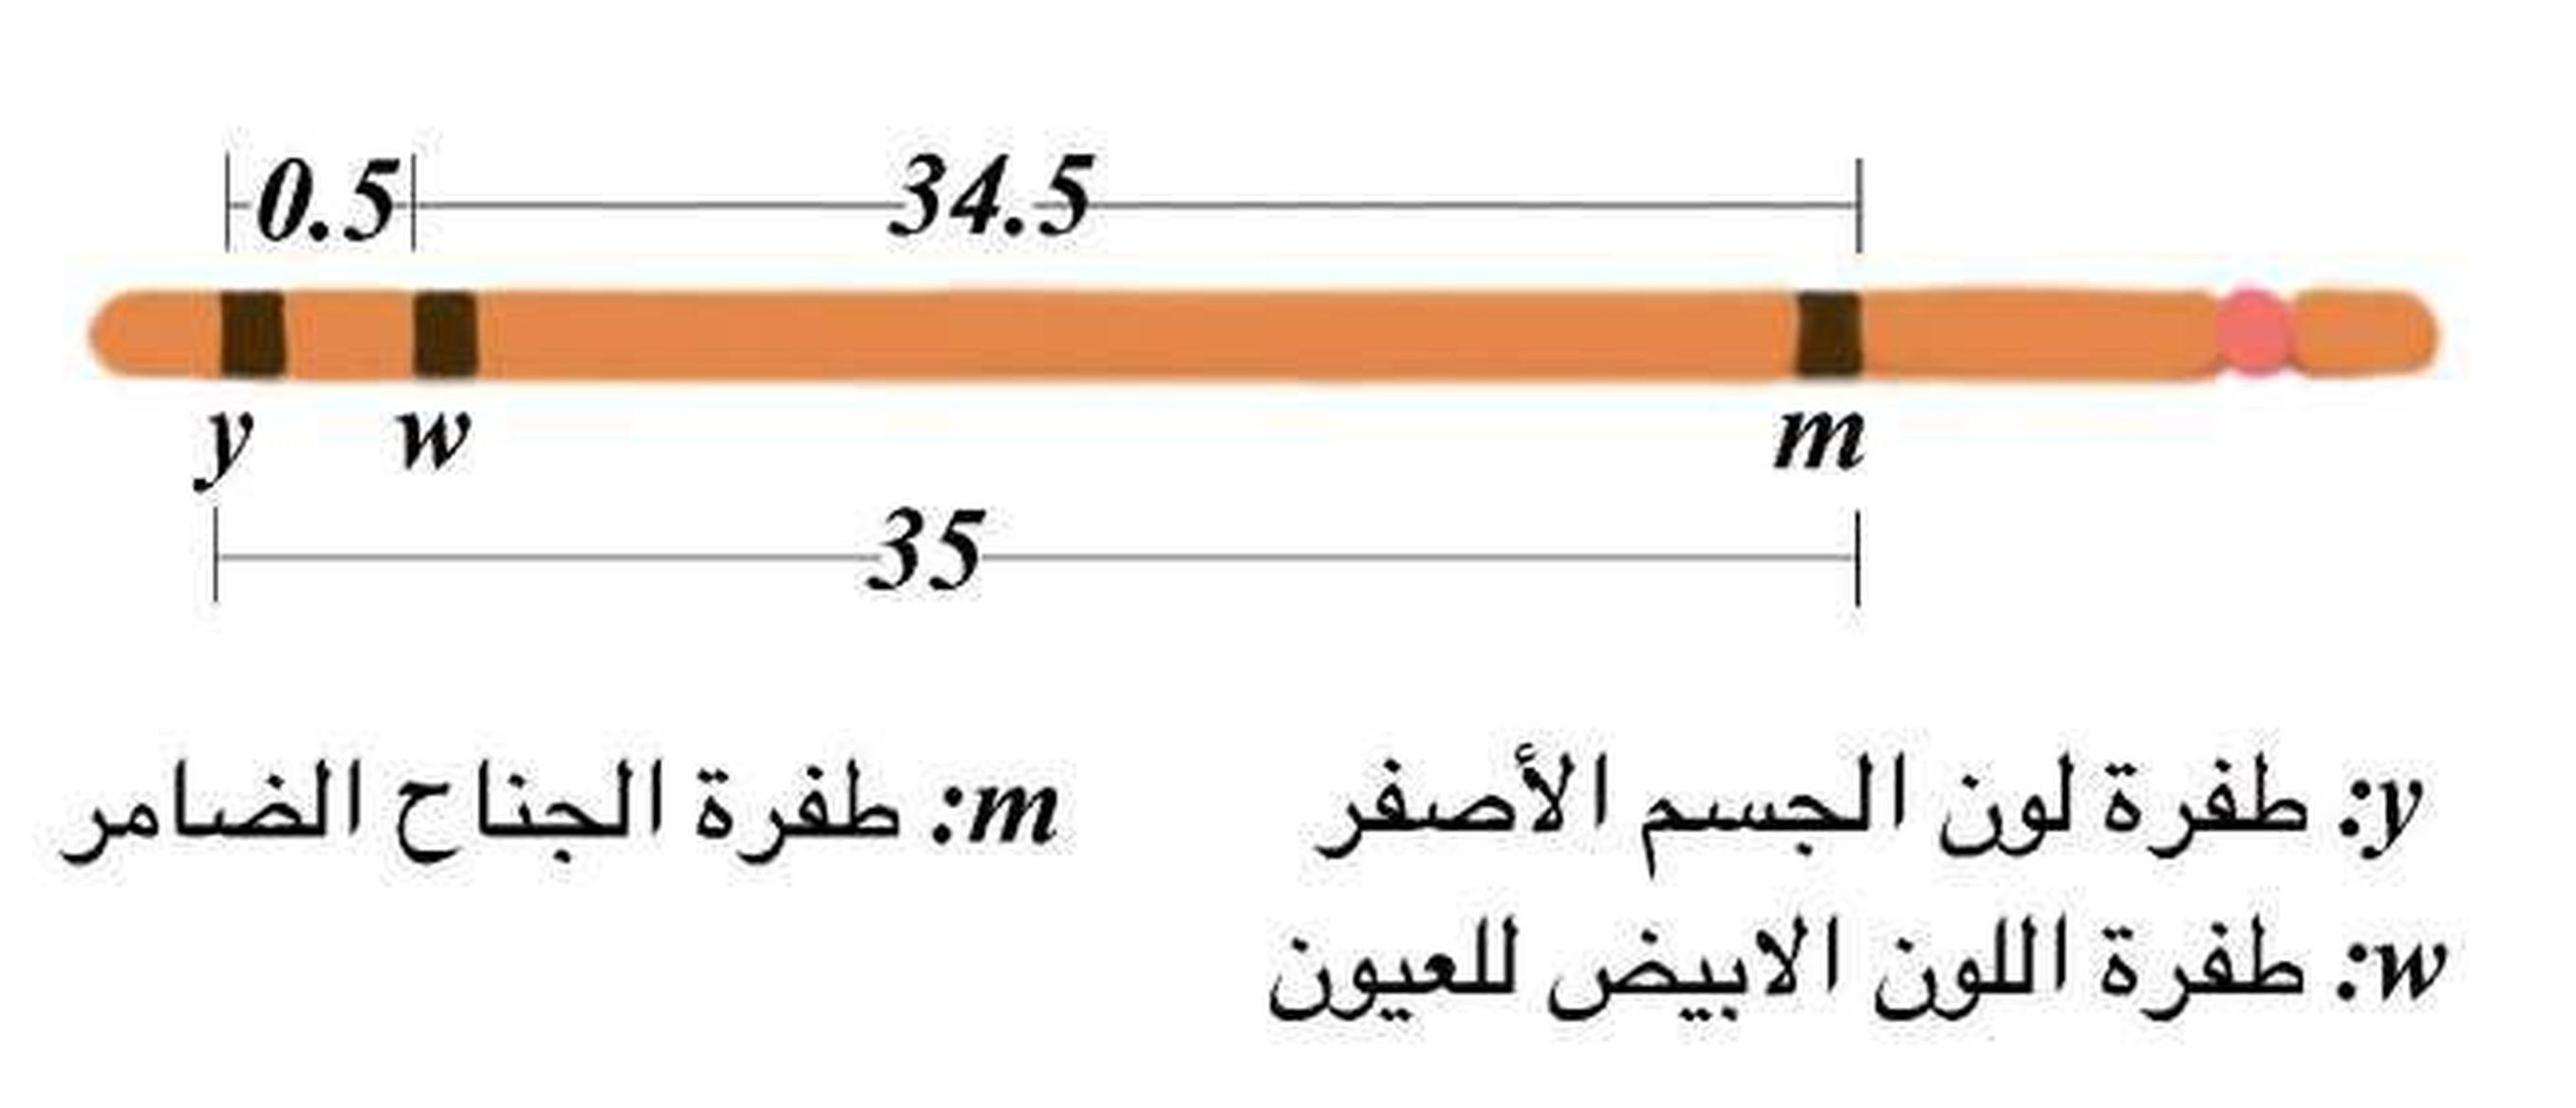 0.5 34.5
y w m
35
y: طفرة لون الجسم الأصفر
m: طفرة الجناح الضامر
w: طفرة اللون الابيض للعيون